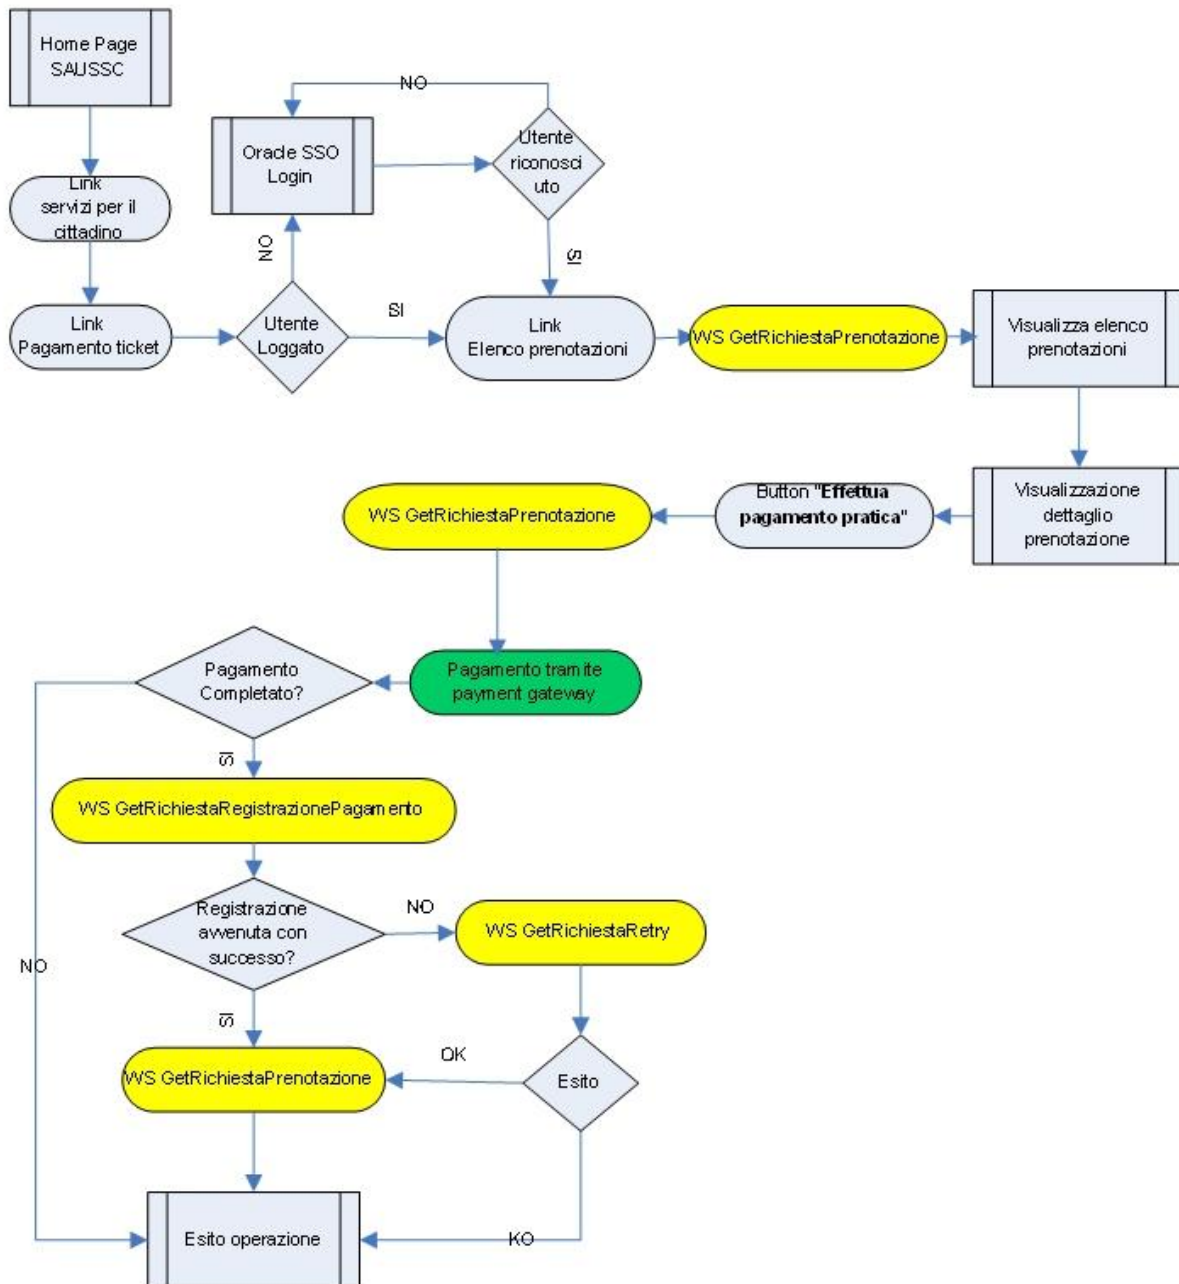 Home Page
SAUSSC
NO
Oracle SSO
Login
Utente
riconosci
uto
Link
servizi per il
cittadino
NO
SI
Link
Pagamento ticket
Utente
Loggato
SI
Link
Elenco prenotazioni
WS GetRichiestaPrenotazione
Visualizza elenco
prenotazioni
WS GetRichiestaPrenotazione
Button "Effettua
pagamento pratica"
Visualizzazione
dettaglio
prenotazione
Pagamento
Completato?
Pagamento tramite
payment gateway
SI
WS GetRichiestaRegistrazionePagamento
Registrazione
avvenuta con
successo?
NO
WS GetRichiestaRetry
NO
SI
WS GetRichiestaPrenotazione
OK
Esito
Esito operazione
KO